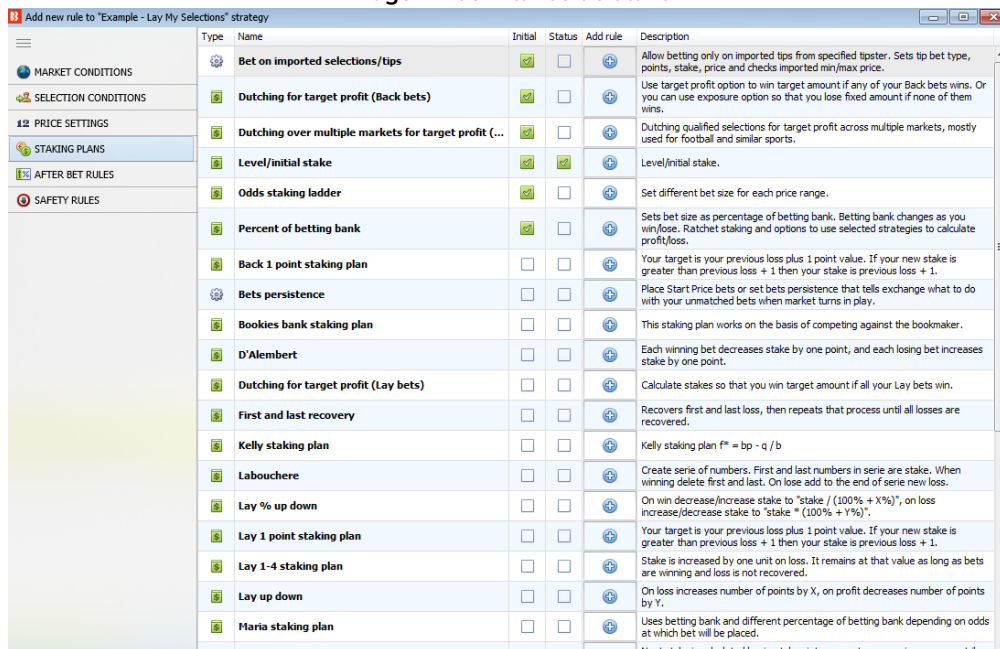 Add new rule to "Example - Lay My Selections" strategy
MARKET CONDITIONS
SELECTION CONDITIONS
12 PRICE SETTINGS
STAKING PLANS
AFTER BET RULES
SAFETY RULES
Type Name Initial Status Add rule Description
Bet on imported selections/tips
Allow betting only on imported tips from specified tipster. Sets tip bet type,
points, stake, price and checks imported min/max price.
Dutching for target profit (Back bets)
Use target profit option to win target amount if any of your Back bets wins. Or
you can use exposure option so that you lose fixed amount if none of them
wins.
Dutching over multiple markets for target profit (...
Dutching qualified selections for target profit across multiple markets, mostly
used for football and similar sports.
Level/initial stake
Level/initial stake.
Odds staking ladder
Set different bet size for each price range.
Percent of betting bank
Sets bet size as percentage of betting bank. Betting bank changes as you
win/lose. Ratchet staking and options to use selected strategies to calculate
profit/loss.
Back 1 point staking plan
Your target is your previous loss plus 1 point value. If your new stake is
greater than previous loss + 1 then your stake is previous loss + 1.
Bets persistence
Place Start Price bets or set bets persistence that tells exchange what to do
with your unmatched bets when market turns in play.
Bookies bank staking plan
This staking plan works on the basis of competing against the bookmaker.
D'Alembert
Each winning bet decreases stake by one point, and each losing bet increases
stake by one point.
Dutching for target profit (Lay bets)
Calculate stakes so that you win target amount if all your Lay bets win.
First and last recovery
Recovers first and last loss, then repeats that process until all losses are
recovered.
Kelly staking plan
Kelly staking plan f* = bp - q / b
Labouchere
Create serie of numbers. First and last numbers in serie are stake. When
winning delete first and last. On lose add to the end of serie new loss.
Lay % up down
On win decrease/increase stake to "stake / (100% + X%)", on loss
increase/decrease stake to "stake * (100% + Y%)".
Lay 1 point staking plan
Your target is your previous loss plus 1 point value. If your new stake is
greater than previous loss + 1 then your stake is previous loss + 1.
Lay 1-4 staking plan
Stake is increased by one unit on loss. It remains at that value as long as bets
are winning and loss is not recovered.
Lay up down
On loss increases number of points by X, on profit decreases number of points
by Y.
Maria staking plan
Uses betting bank and different percentage of betting bank depending on odds
at which bet will be placed.